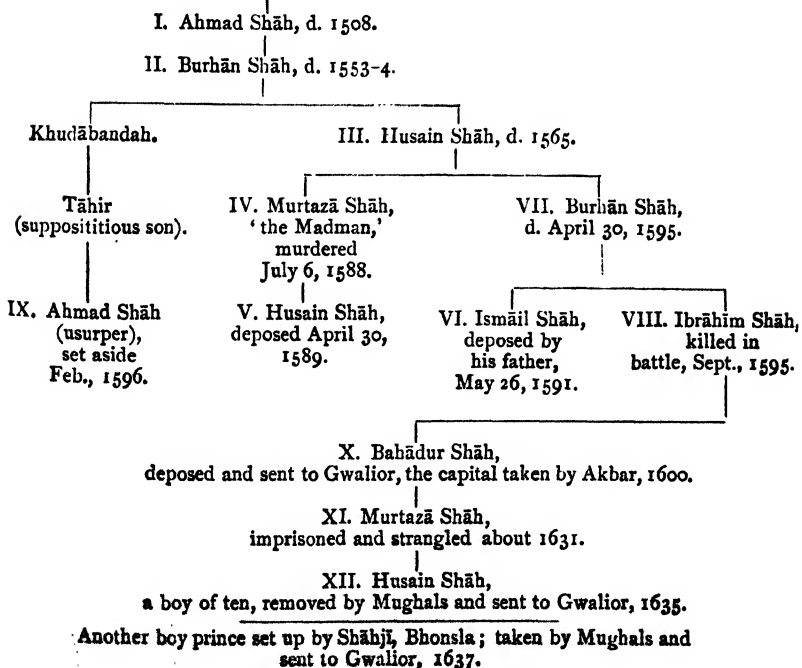 I. Ahmad Shāh, d. 1508.
II. Burhān Shāh, d. 1553-4.
Khudābandah.
III. Husain Shāh, d. 1565.
Tāhir
(supposititious son).
IV. Murtazā Shāh,
‘the Madman,’
murdered
July 6, 1588.
VII. Burhān Shāh,
d. April 30, 1595.
IX. Ahmad Shāh
(usurper),
set aside
Feb., 1596.
V. Husain Shāh,
deposed April 30,
1589.
VI. Ismāīl Shāh,
deposed by
his father,
May 26, 1591.
VIII. Ibrāhīm Shāh,
killed in
battle, Sept., 1595.
X. Bahādur Shāh,
deposed and sent to Gwalior, the capital taken by Akbar, 1600.
XI. Murtazā Shāh,
imprisoned and strangled about 1631.
XII. Husain Shāh,
a boy of ten, removed by Mughals and sent to Gwalior, 1635.
Another boy prince set up by Shāhjī, Bhonsla; taken by Mughals and
sent to Gwalior, 1637.